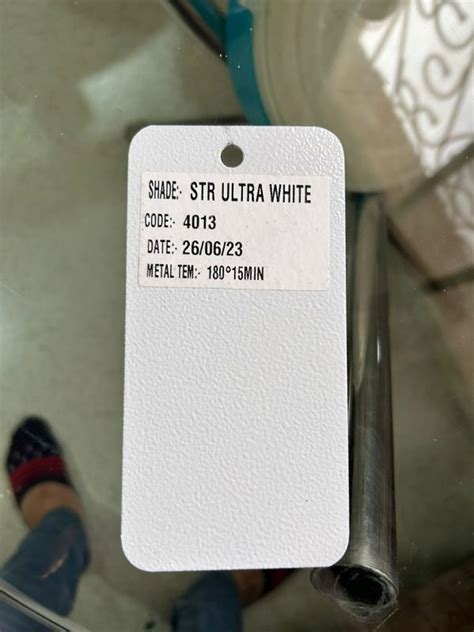 SHADE:- STR ULTRA WHITE
CODE:- 4013
DATE:- 26/06/23
METAL TEM:- 180°15MIN